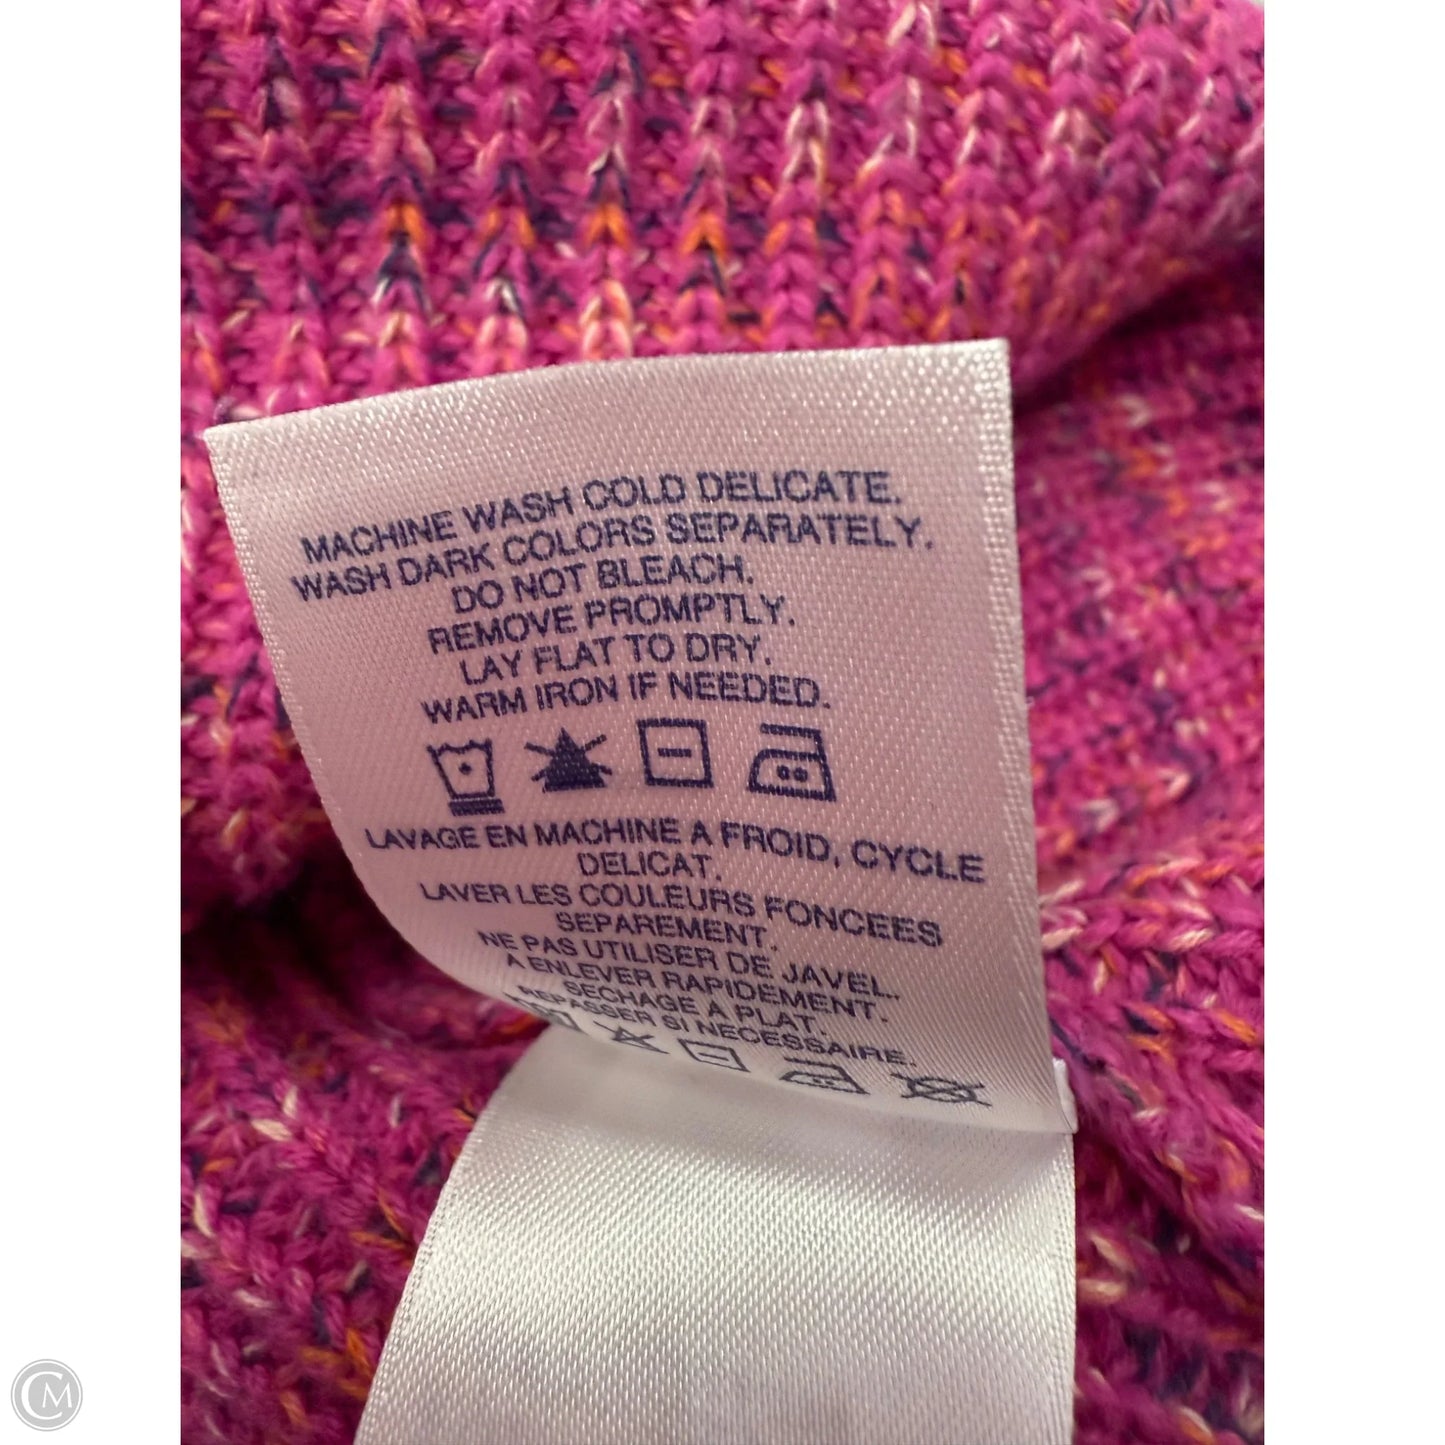 MACHINE WASH COLD DELICATE.
WASH DARK COLORS SEPARATELY.
DO NOT BLEACH.
REMOVE PROMPTLY.
LAY FLAT TO DRY.
WARM IRON IF NEEDED.
LAVAGE EN MACHINE A FROID, CYCLE
DELICAT.
LAVER LES COULEURS FONCEES
SEPAREMENT.
NE PAS UTILISER DE JAVEL.
A ENLEVER RAPIDEMENT.
SECHAGE A PLAT.
REPASSER SI NECESSAIRE.
CM